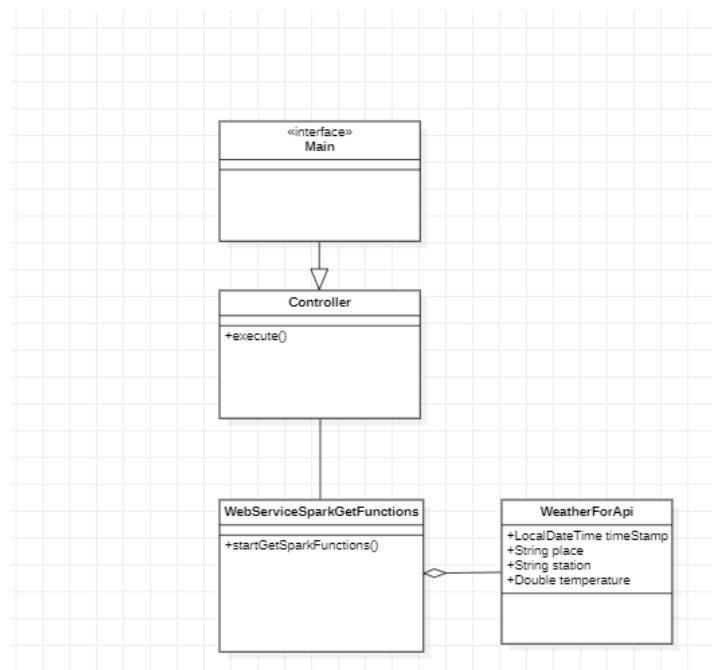 «interface»
Main
Controller
+execute()
WebServiceSparkGetFunctions
+startGetSparkFunctions()
WeatherForApi
+LocalDateTime timeStamp
+String place
+String station
+Double temperature